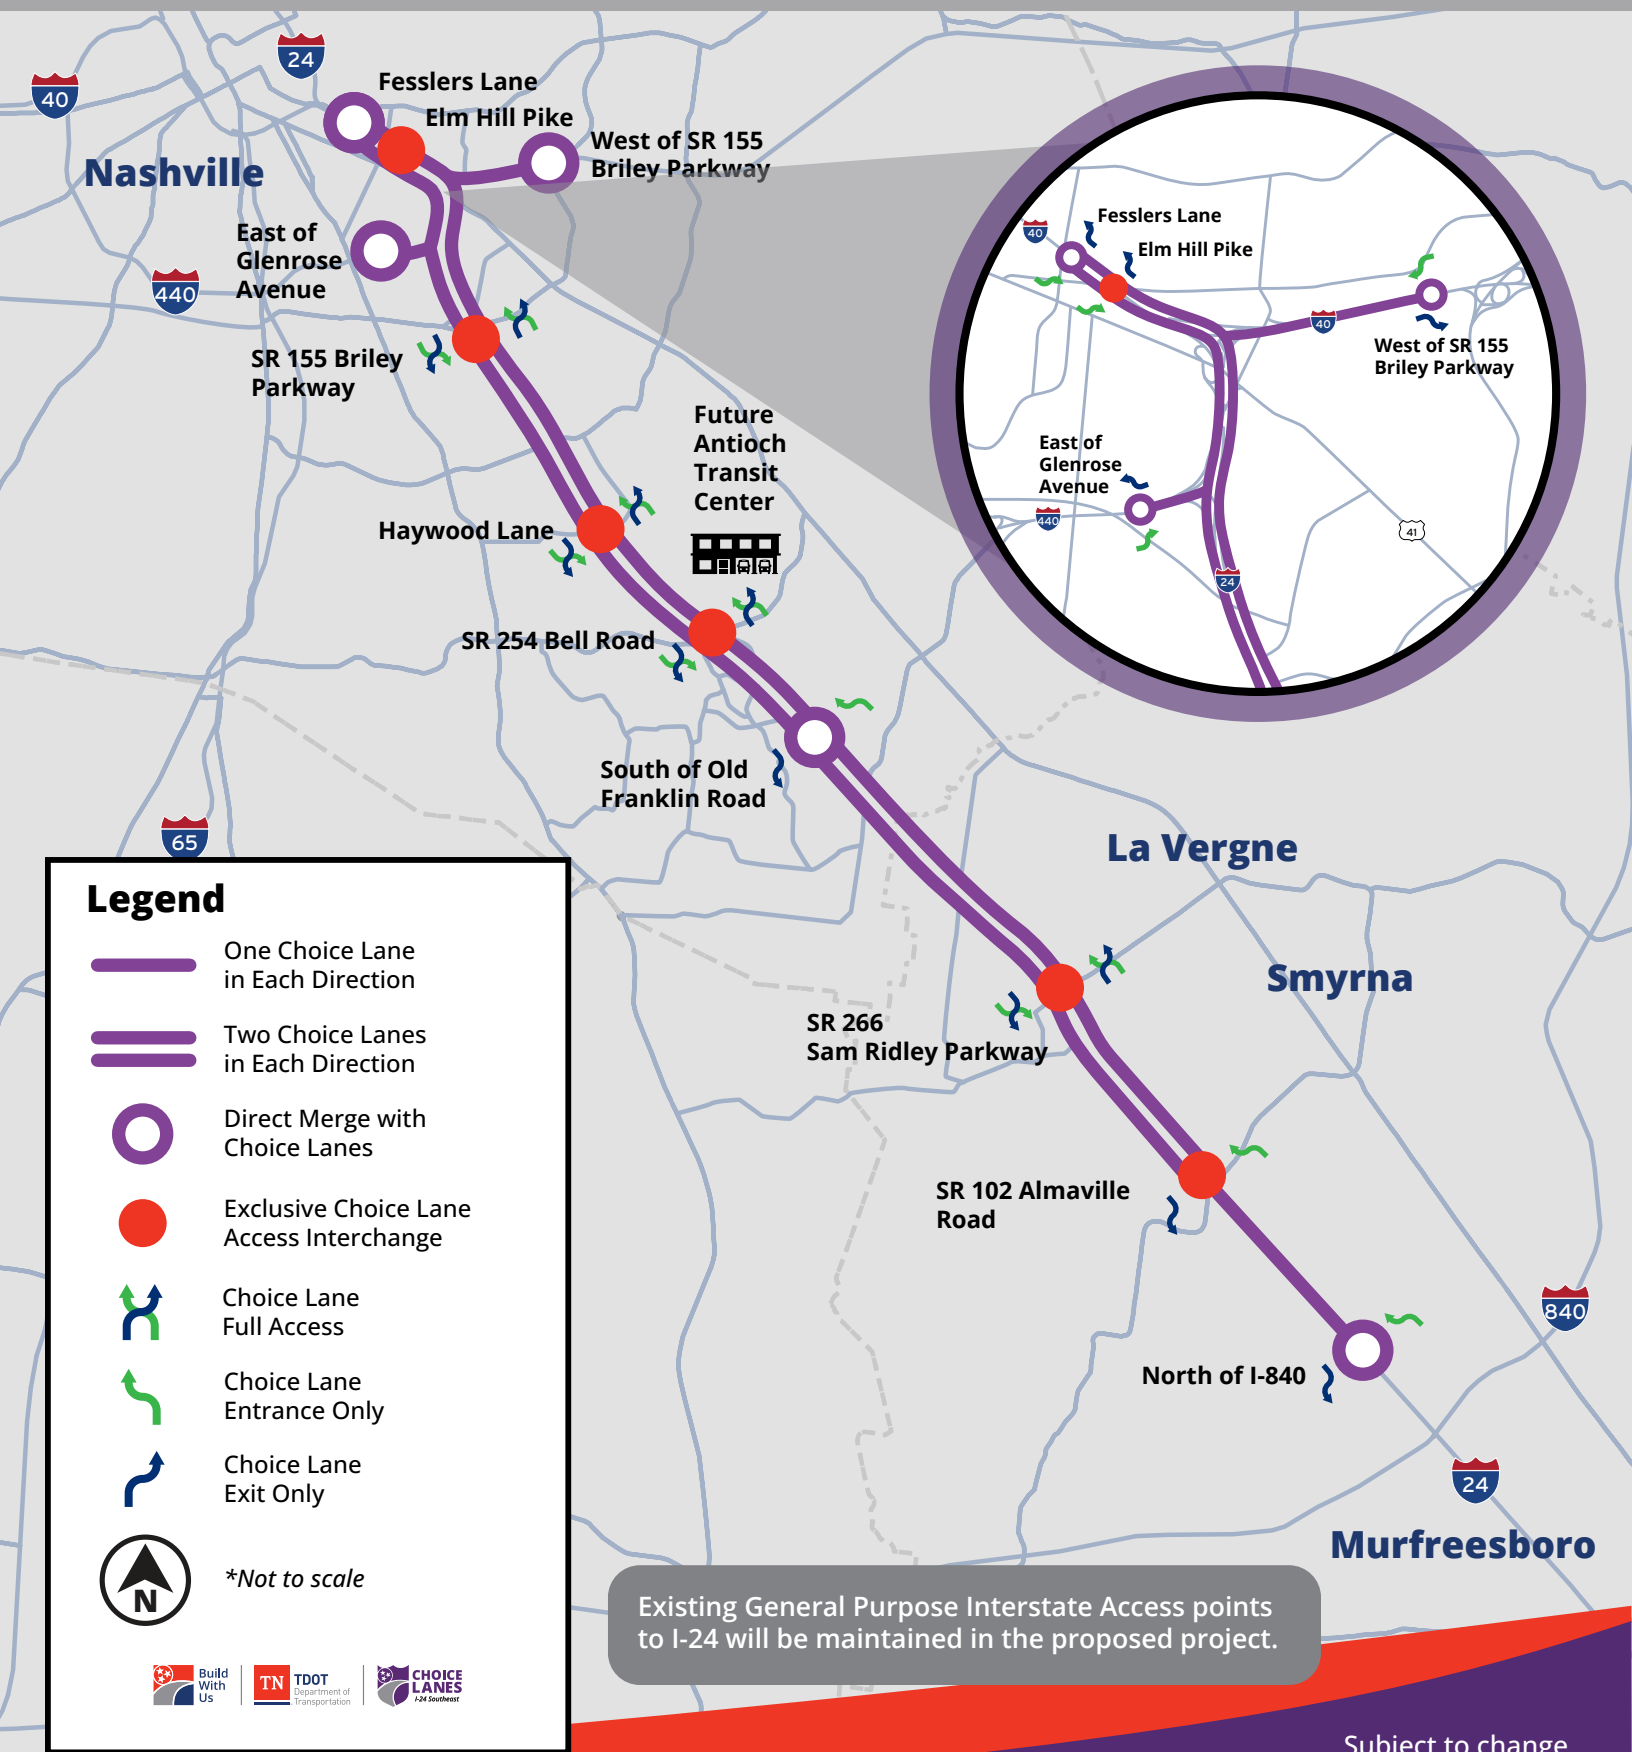 24
40
Fesslers Lane
Elm Hill Pike
West of SR 155
Briley Parkway
Nashville
East of
Glenrose
Avenue
440
SR 155 Briley
Parkway
Future
Antioch
Transit
Center
Haywood Lane
SR 254 Bell Road
South of Old
Franklin Road
65
La Vergne
Smyrna
SR 266
Sam Ridley Parkway
SR 102 Almaville
Road
840
North of I-840
24
Murfreesboro
Fesslers Lane
40
Elm Hill Pike
40
West of SR 155
Briley Parkway
East of
Glenrose
Avenue
440
41
24
Legend
One Choice Lane
in Each Direction
Two Choice Lanes
in Each Direction
Direct Merge with
Choice Lanes
Exclusive Choice Lane
Access Interchange
Choice Lane
Full Access
Choice Lane
Entrance Only
Choice Lane
Exit Only
N
*Not to scale
Build
With
Us
TN
TDOT
Department of
Transportation
CHOICE
LANES
I-24 Southeast
Existing General Purpose Interstate Access points
to I-24 will be maintained in the proposed project.
Subject to change